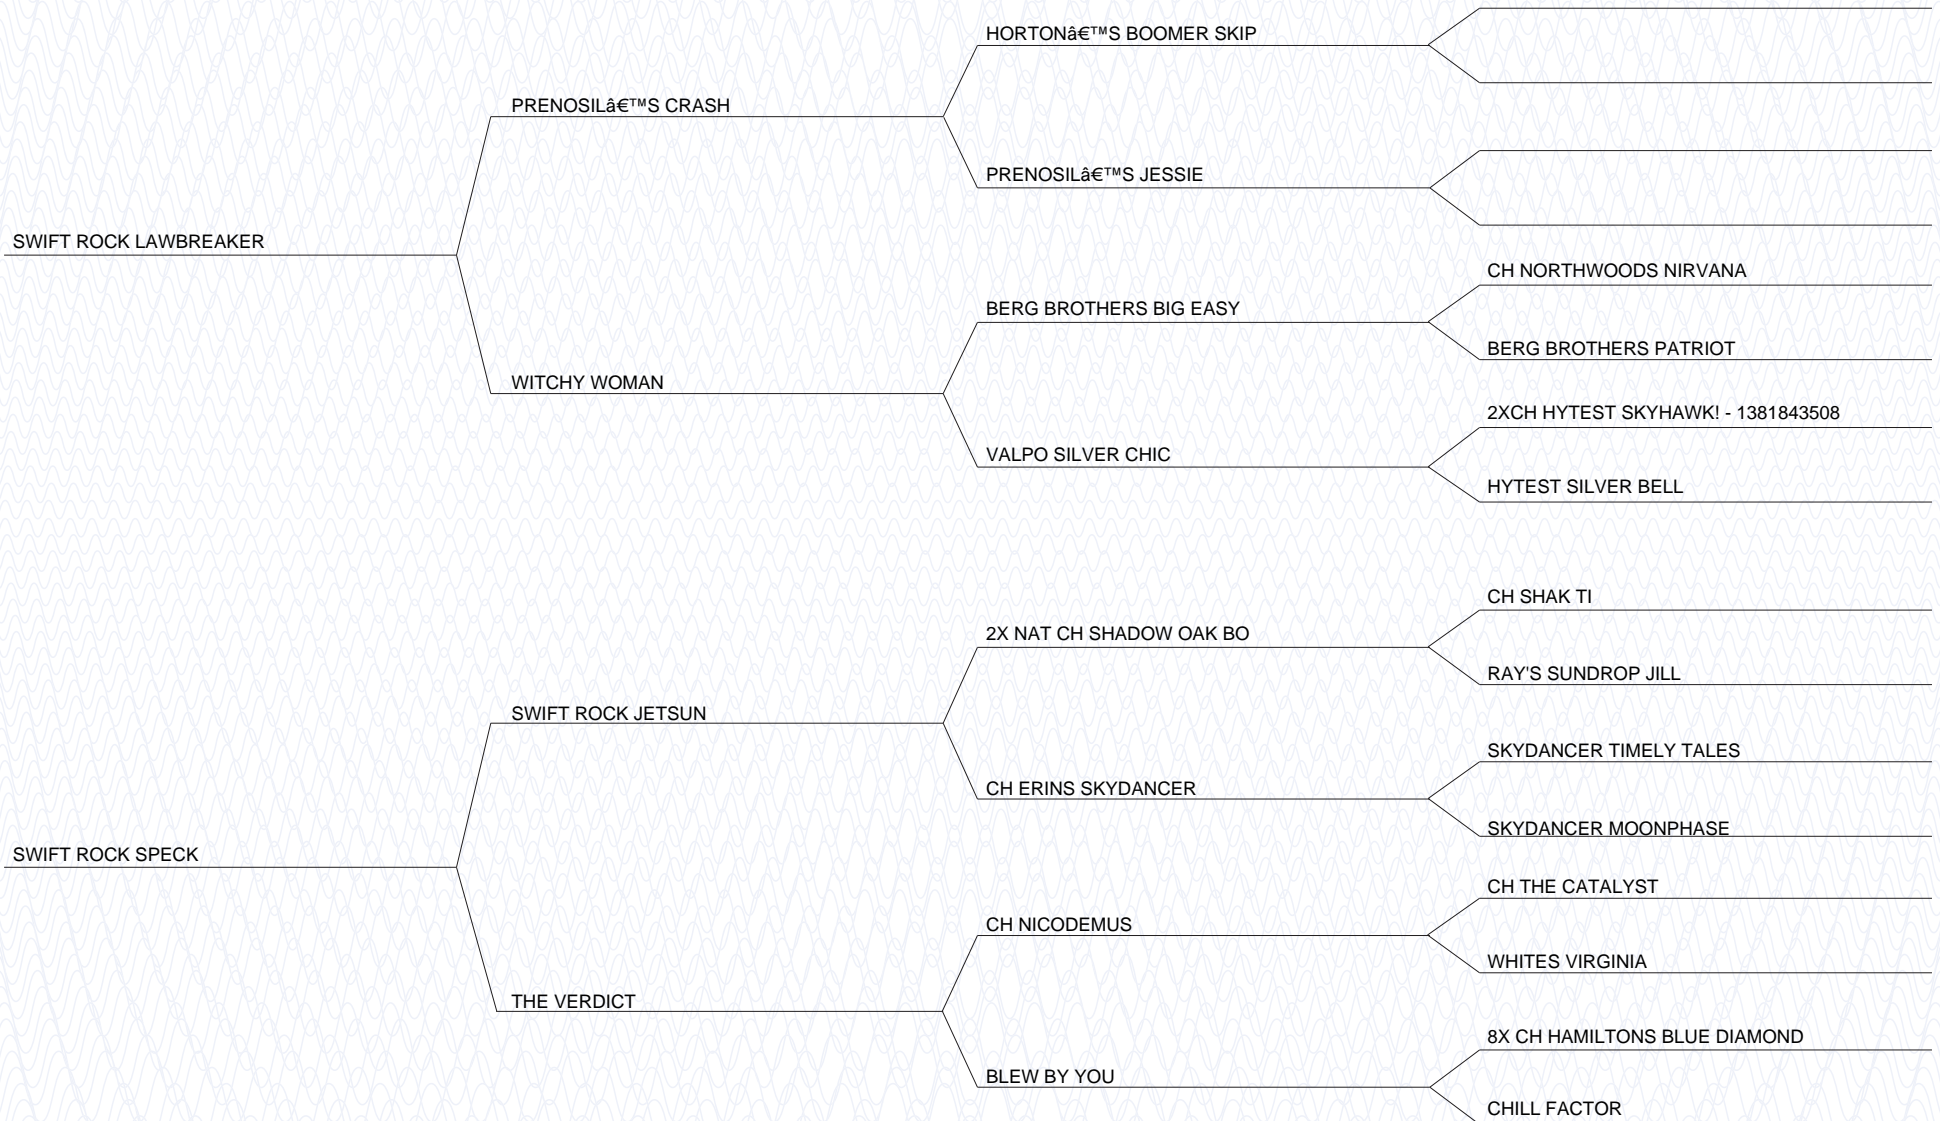 HORTONâ€™S BOOMER SKIP
PRENOSILâ€™S CRASH
PRENOSILâ€™S JESSIE
SWIFT ROCK LAWBREAKER
CH NORTHWOODS NIRVANA
BERG BROTHERS BIG EASY
BERG BROTHERS PATRIOT
WITCHY WOMAN
2XCH HYTEST SKYHAWK! - 1381843508
VALPO SILVER CHIC
HYTEST SILVER BELL
CH SHAK TI
2X NAT CH SHADOW OAK BO
RAY'S SUNDROP JILL
SWIFT ROCK JETSUN
SKYDANCER TIMELY TALES
CH ERINS SKYDANCER
SKYDANCER MOONPHASE
SWIFT ROCK SPECK
CH THE CATALYST
CH NICODEMUS
WHITES VIRGINIA
THE VERDICT
8X CH HAMILTONS BLUE DIAMOND
BLEW BY YOU
CHILL FACTOR